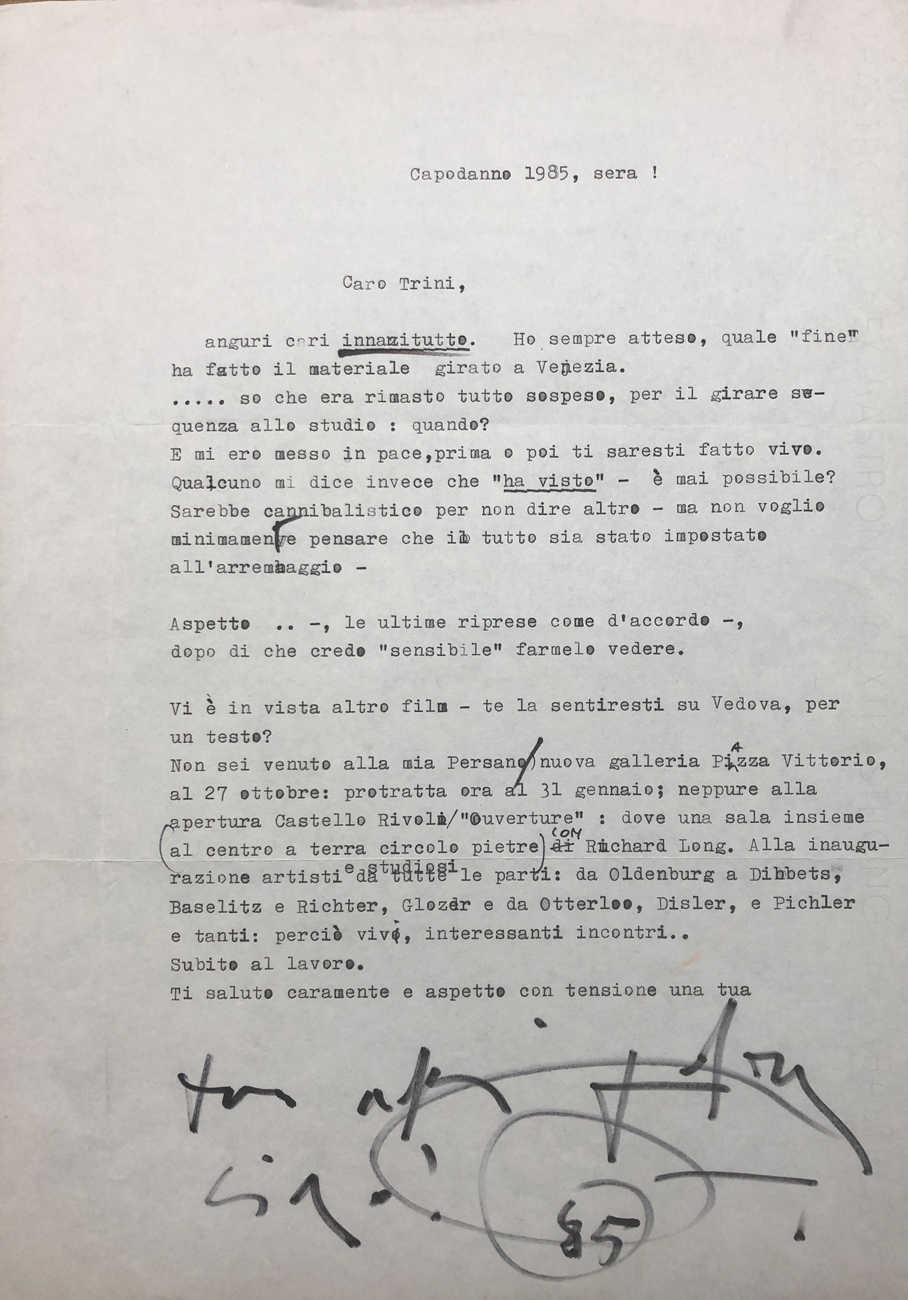 Capodanno 1985, sera !
Caro Trini,
anguri cari innanzitutto. Ho sempre atteso, quale "fine"
ha fatto il materiale girato a Venezia.
..... so che era rimasto tutto sospeso, per il girare se-
quenza allo studio : quando?
E mi ero messo in pace,prima o poi ti saresti fatto vivo.
Qualcuno mi dice invece che "ha visto" - è mai possibile?
Sarebbe cannibalistico per non dire altro - ma non voglio
minimamente pensare che il tutto sia stato impostato
all'arrembaggio -
Aspetto .. -, le ultime riprese come d'accordo -,
dopo di che credo "sensibile" farmelo vedere.
Vi è in vista altro film - te la sentiresti su Vedova, per
un testo?
Non sei venuto alla mia Persano/nuova galleria PiAzza Vittorio,
al 27 ottobre: protratta ora al 31 gennaio; neppure alla
apertura Castello Rivoli/"Ouverture" : dove una sala insieme
(al centro a terra circolo pietre) CON Richard Long. Alla inaugu-
razione artisti e studiosi da tutte le parti: da Oldenburg a Dibbets,
Baselitz e Richter, Glozer e da Otterloo, Disler, e Pichler
e tanti: perciò vivi, interessanti incontri..
Subito al lavoro.
Ti saluto caramente e aspetto con tensione una tua
85